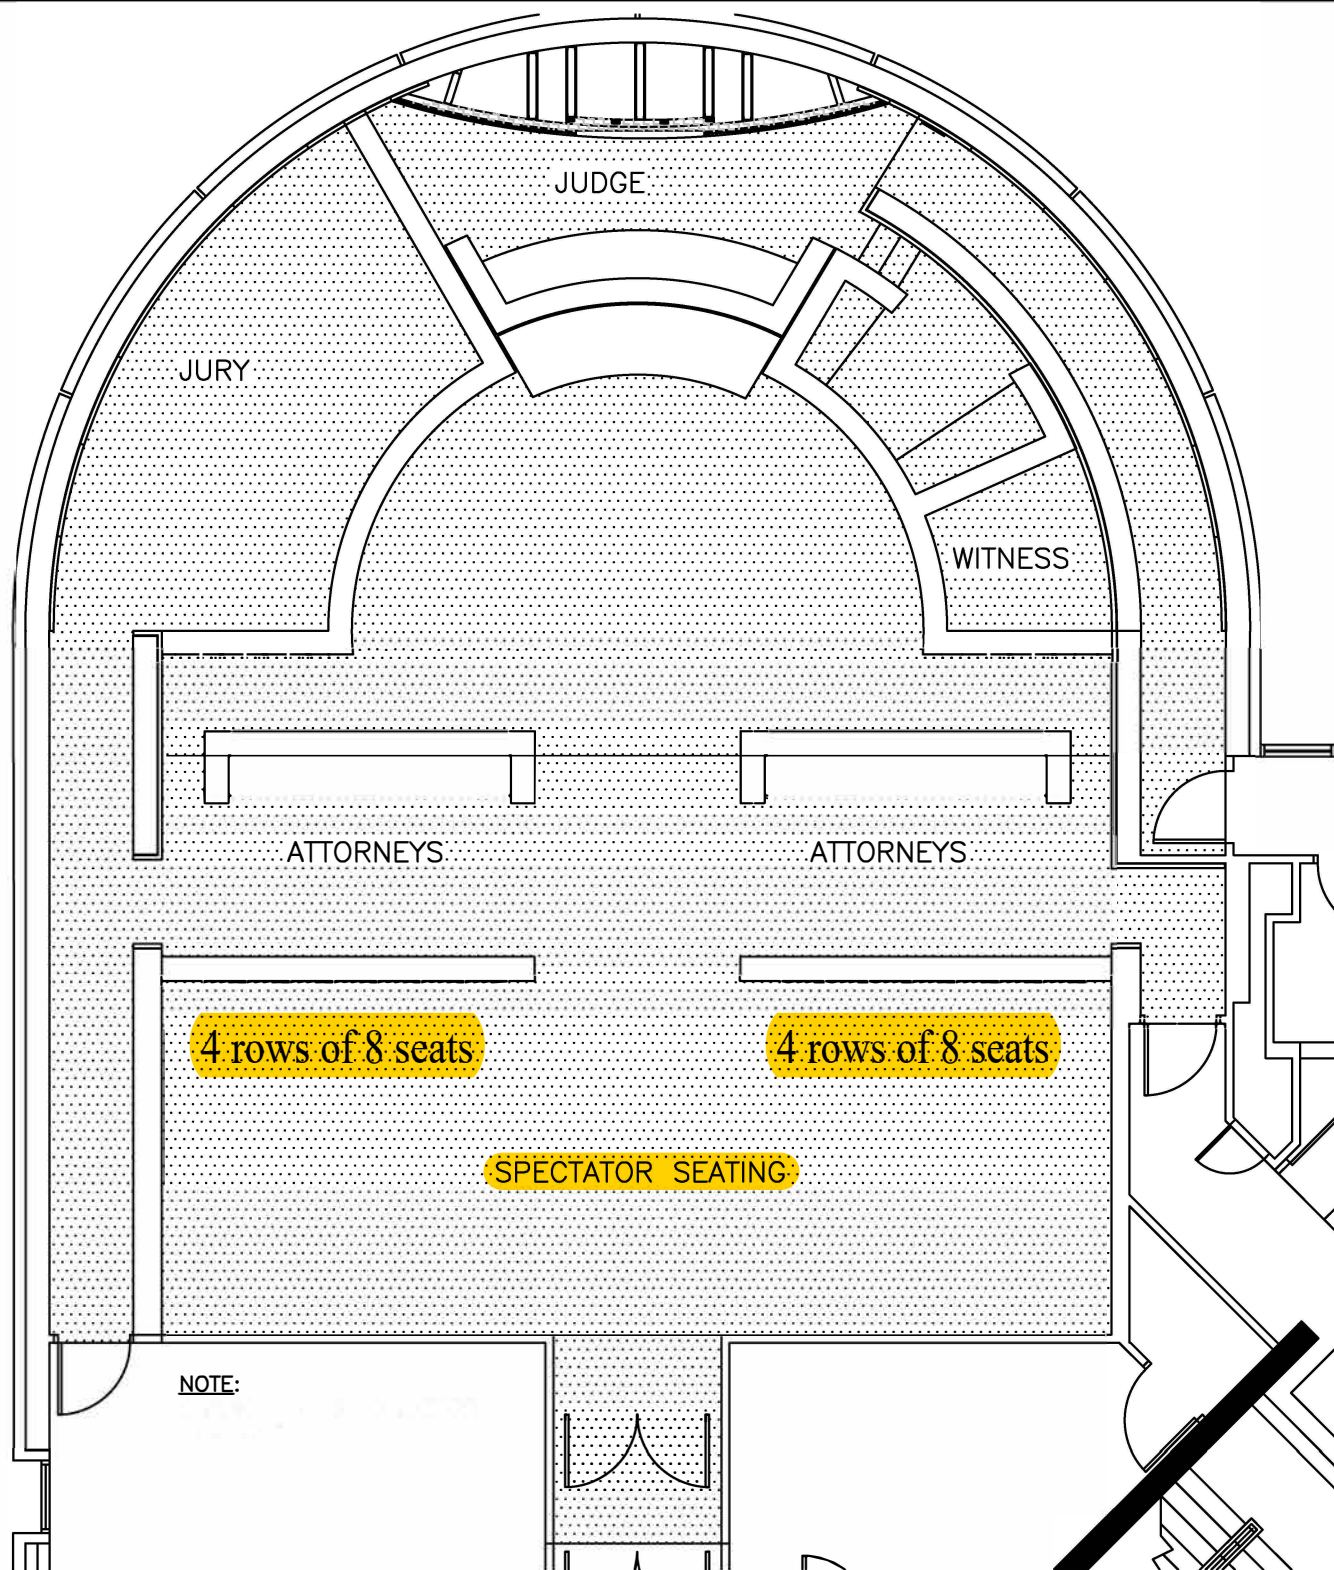 JUDGE
JURY
WITNESS
ATTORNEYS ATTORNEYS
4 rows of 8 seats 4 rows of 8 seats
SPECTATOR SEATING
NOTE: